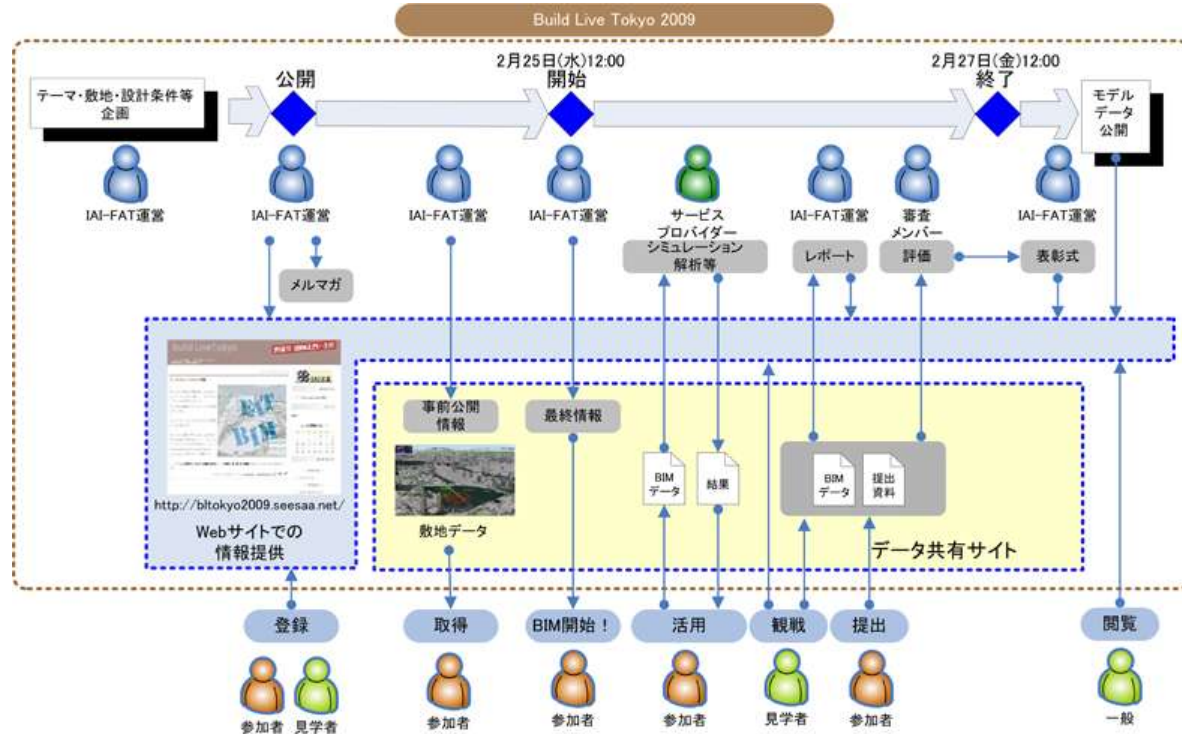 Build Live Tokyo 2009
2月25日(水)12:00
2月27日(金)12:00
公開
開始
終了
テーマ・敷地・設計条件等
企画
モデル
データ
公開
IAI-FAT運営
IAI-FAT運営
IAI-FAT運営
IAI-FAT運営
サービス
プロバイダー
IAI-FAT運営
審査
メンバー
IAI-FAT運営
メルマガ
シミュレーション
解析等
レポート
評価
表彰式
Build LiveTokyo
事前公開
情報
最終情報
BIM
データ
結果
BIM
データ
提出
資料
http://bltokyo2009.seesaa.net/
Webサイトでの
情報提供
敷地データ
データ共有サイト
登録
取得
BIM開始！
活用
観戦
提出
閲覧
参加者
見学者
参加者
参加者
参加者
見学者
参加者
一般